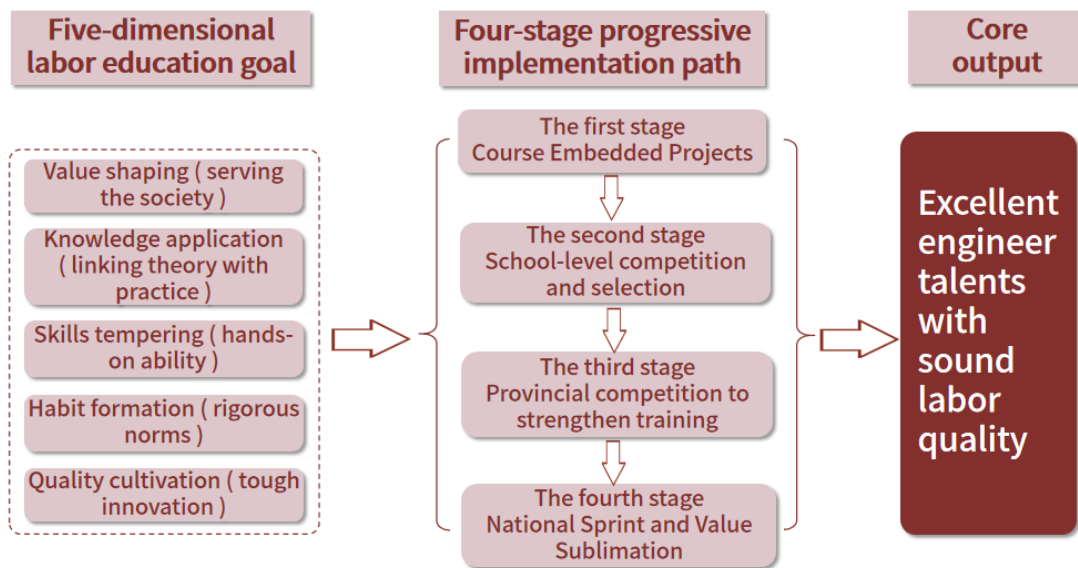 Five-dimensional
labor education goal
Value shaping ( serving
the society )
Knowledge application
( linking theory with
practice )
Skills tempering ( hands-
on ability )
Habit formation ( rigorous
norms )
Quality cultivation ( tough
innovation )
Four-stage progressive
implementation path
The first stage
Course Embedded Projects
The second stage
School-level competition
and selection
The third stage
Provincial competition to
strengthen training
The fourth stage
National Sprint and Value
Sublimation
Core
output
Excellent
engineer
talents
with
sound
labor
quality